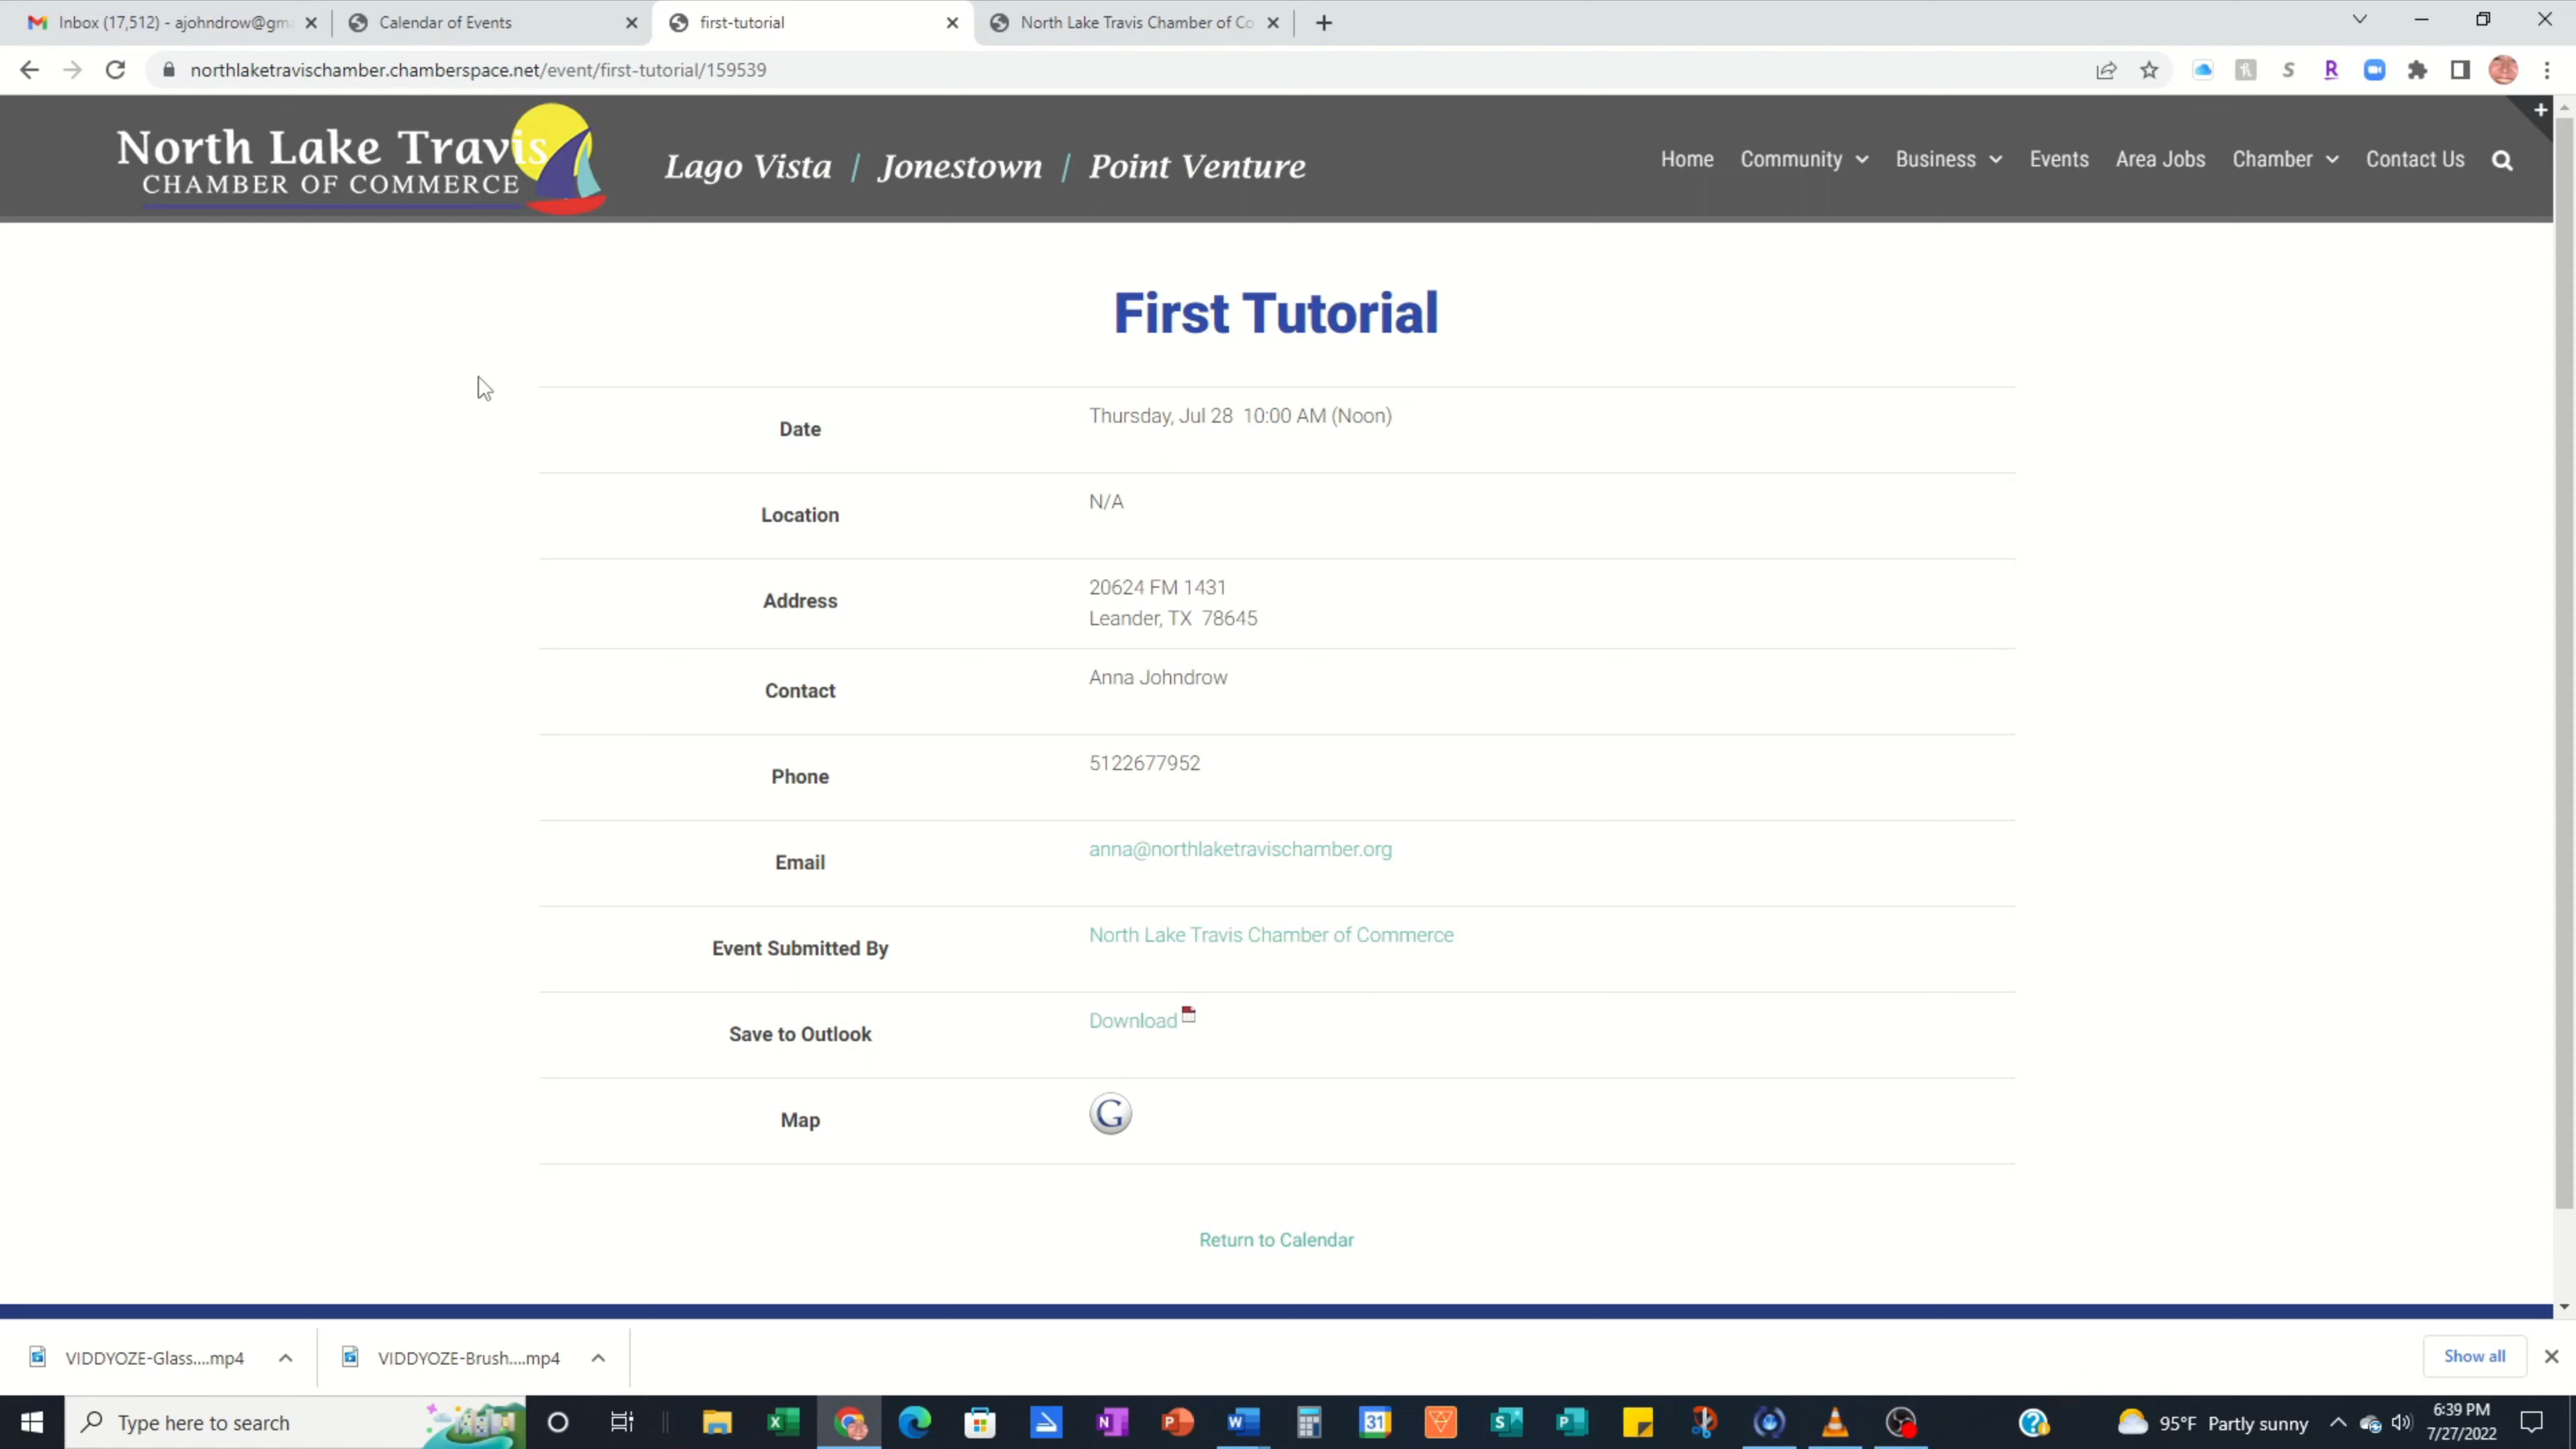 Inbox (17,512) - ajohndrow@gm
Calendar of Events
first-tutorial
North Lake Travis Chamber of Co
northlaketravischamber.chamberspace.net/event/first-tutorial/159539
North Lake Travis
CHAMBER OF COMMERCE
Lago Vista / Jonestown / Point Venture
Home
Community
Business
Events
Area Jobs
Chamber
Contact Us
First Tutorial
Date
Thursday, Jul 28 10:00 AM (Noon)
Location
N/A
Address
20624 FM 1431
Leander, TX 78645
Contact
Anna Johndrow
Phone
5122677952
Email
anna@northlaketravischamber.org
Event Submitted By
North Lake Travis Chamber of Commerce
Save to Outlook
Download
Map
G
Return to Calendar
VIDDYOZE-Glass....mp4
VIDDYOZE-Brush....mp4
Show all
Type here to search
31
95°F Partly sunny
6:39 PM
7/27/2022